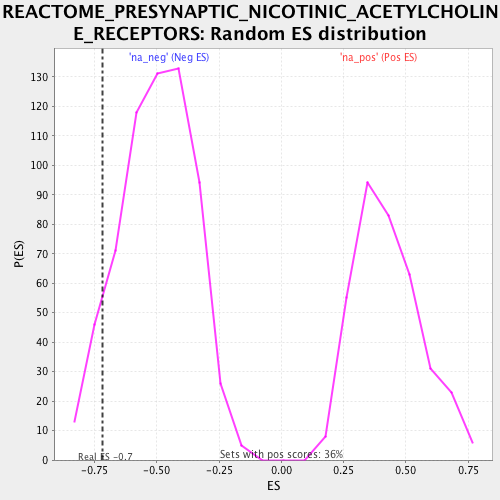 REACTOME_PRESYNAPTIC_NICOTINIC_ACETYLCHOLIN
E_RECEPTORS: Random ES distribution
'na_neg' (Neg ES)
'na_pos' (Pos ES)
130
120
110
100
90
80
70
60
50
40
30
20
10
0
P(ES)
Real ES -0.7
Sets with pos scores: 36%
-0.75
-0.50
-0.25
0.00
0.25
0.50
0.75
ES